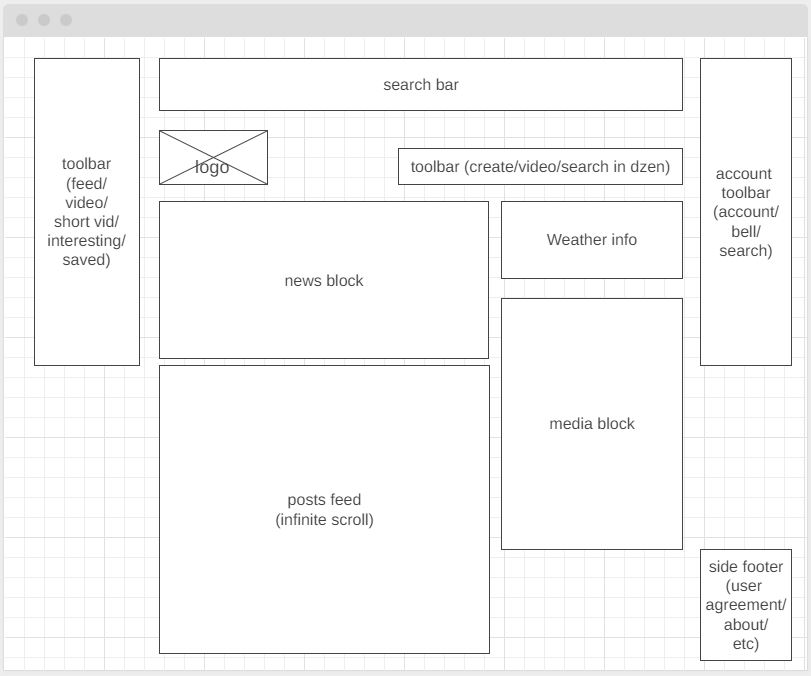 search bar
toolbar
(feed/
video/
short vid/
interesting/
saved)
logo
toolbar (create/video/search in dzen)
account
toolbar
(account/
bell/
search)
news block
Weather info
media block
posts feed
(infinite scroll)
side footer
(user
agreement/
about/
etc)